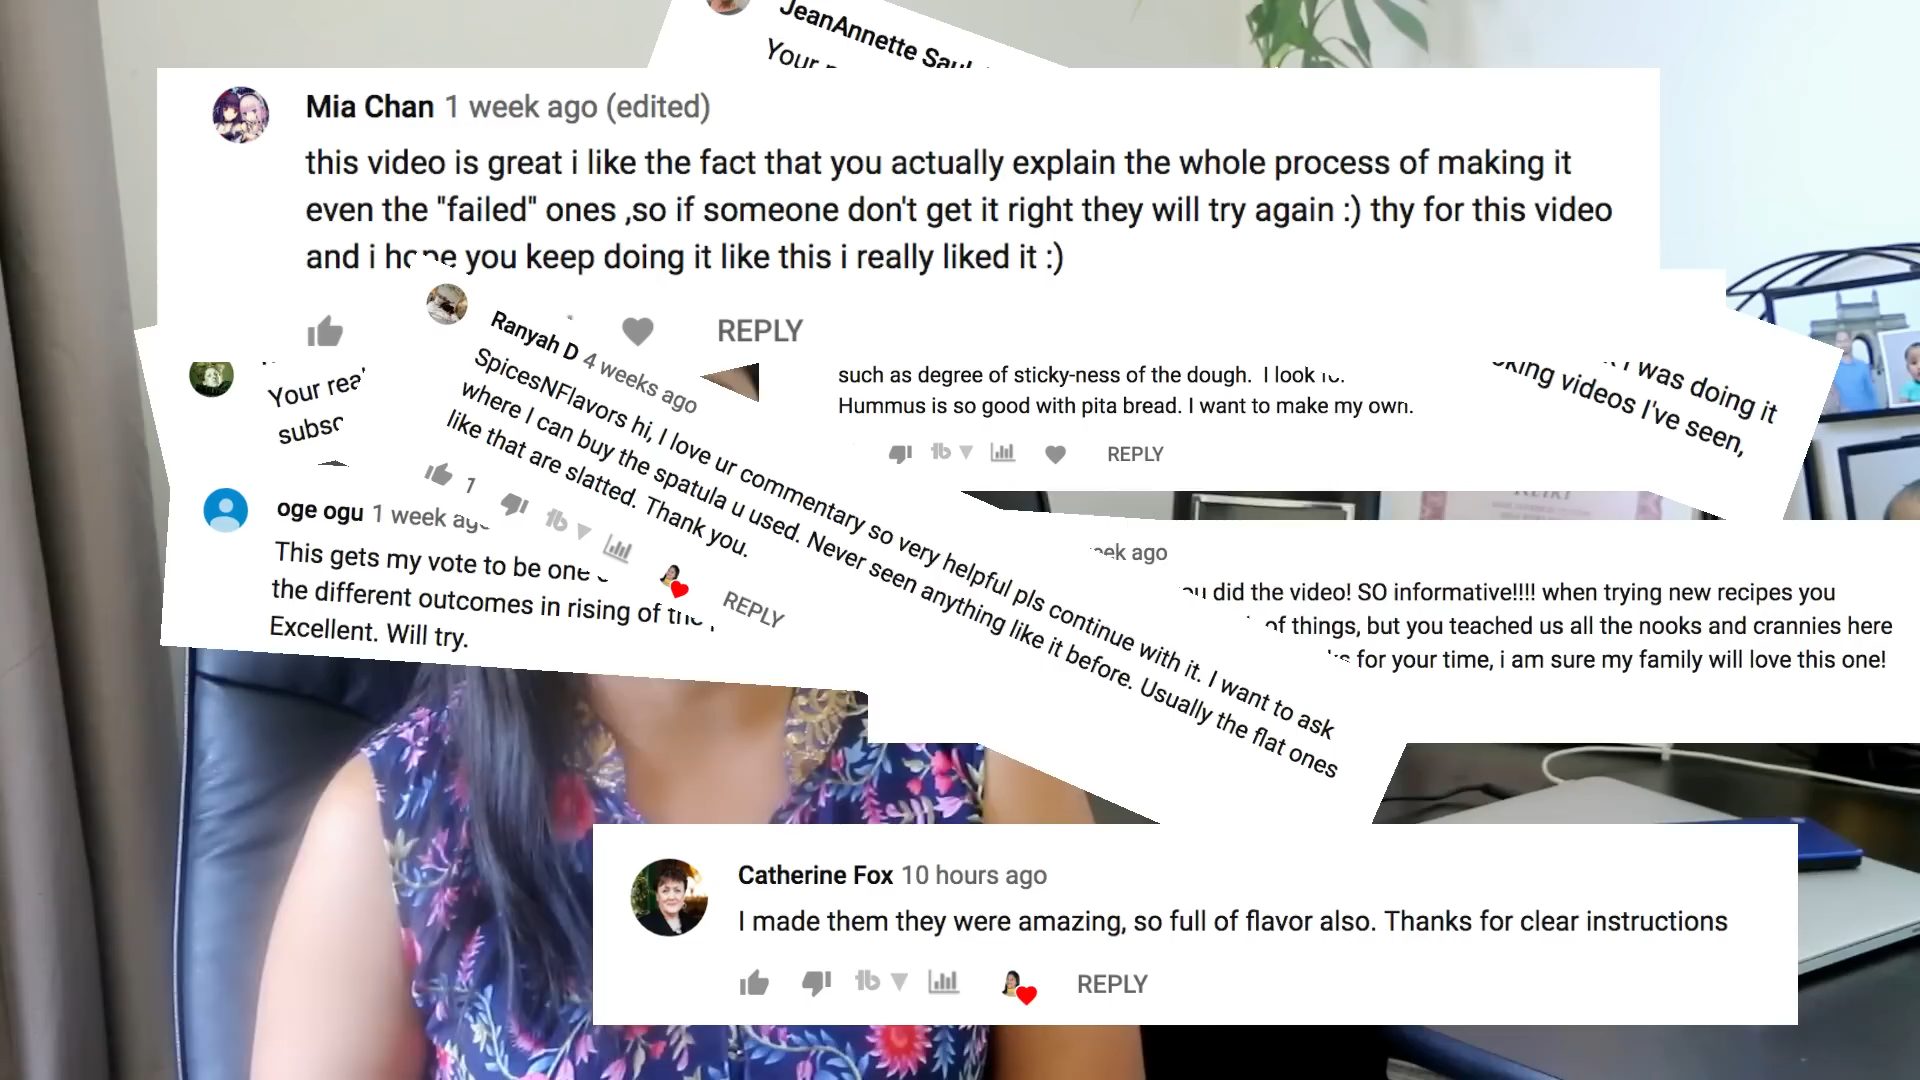 JeanAnnette
Your
Mia Chan 1 week ago (edited)
this video is great i like the fact that you actually explain the whole process of making it
even the "failed" ones ,so if someone don't get it right they will try again :) thy for this video
and i hope you keep doing it like this i really liked it :)
REPLY
Your
subsc
Ranyah D 4 weeks ago
SpicesNFlavors hi, I love ur commentary so very helpful pls continue with it. I want to ask
where I can buy the spatula u used. Never seen anything like it before. Usually the flat ones
like that are slatted. Thank you.
1
REPLY
such as degree of sticky-ness of the dough. I look
Hummus is so good with pita bread. I want to make my own.
REPLY
I was doing it
videos I've seen,
oge ogu 1 week
This gets my vote to be one
the different outcomes in rising of the
Excellent. Will try.
ago
did the video! SO informative!!!! when trying new recipes you
of things, but you teached us all the nooks and crannies here
for your time, i am sure my family will love this one!
Catherine Fox 10 hours ago
I made them they were amazing, so full of flavor also. Thanks for clear instructions
REPLY